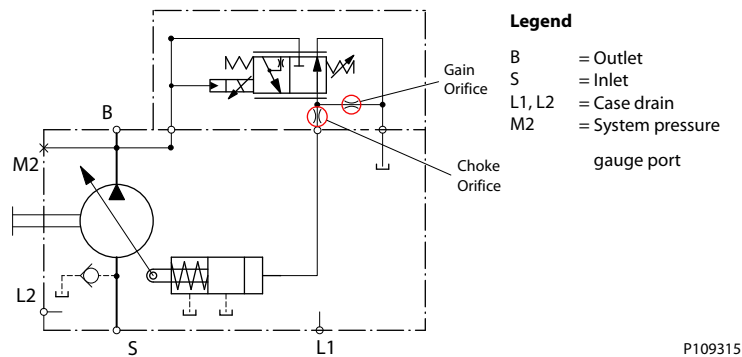 Legend
B = Outlet
S = Inlet
L1, L2 = Case drain
M2 = System pressure
gauge port
Gain
Orifice
B
M2
Choke
Orifice
L2
S
L1
P109315